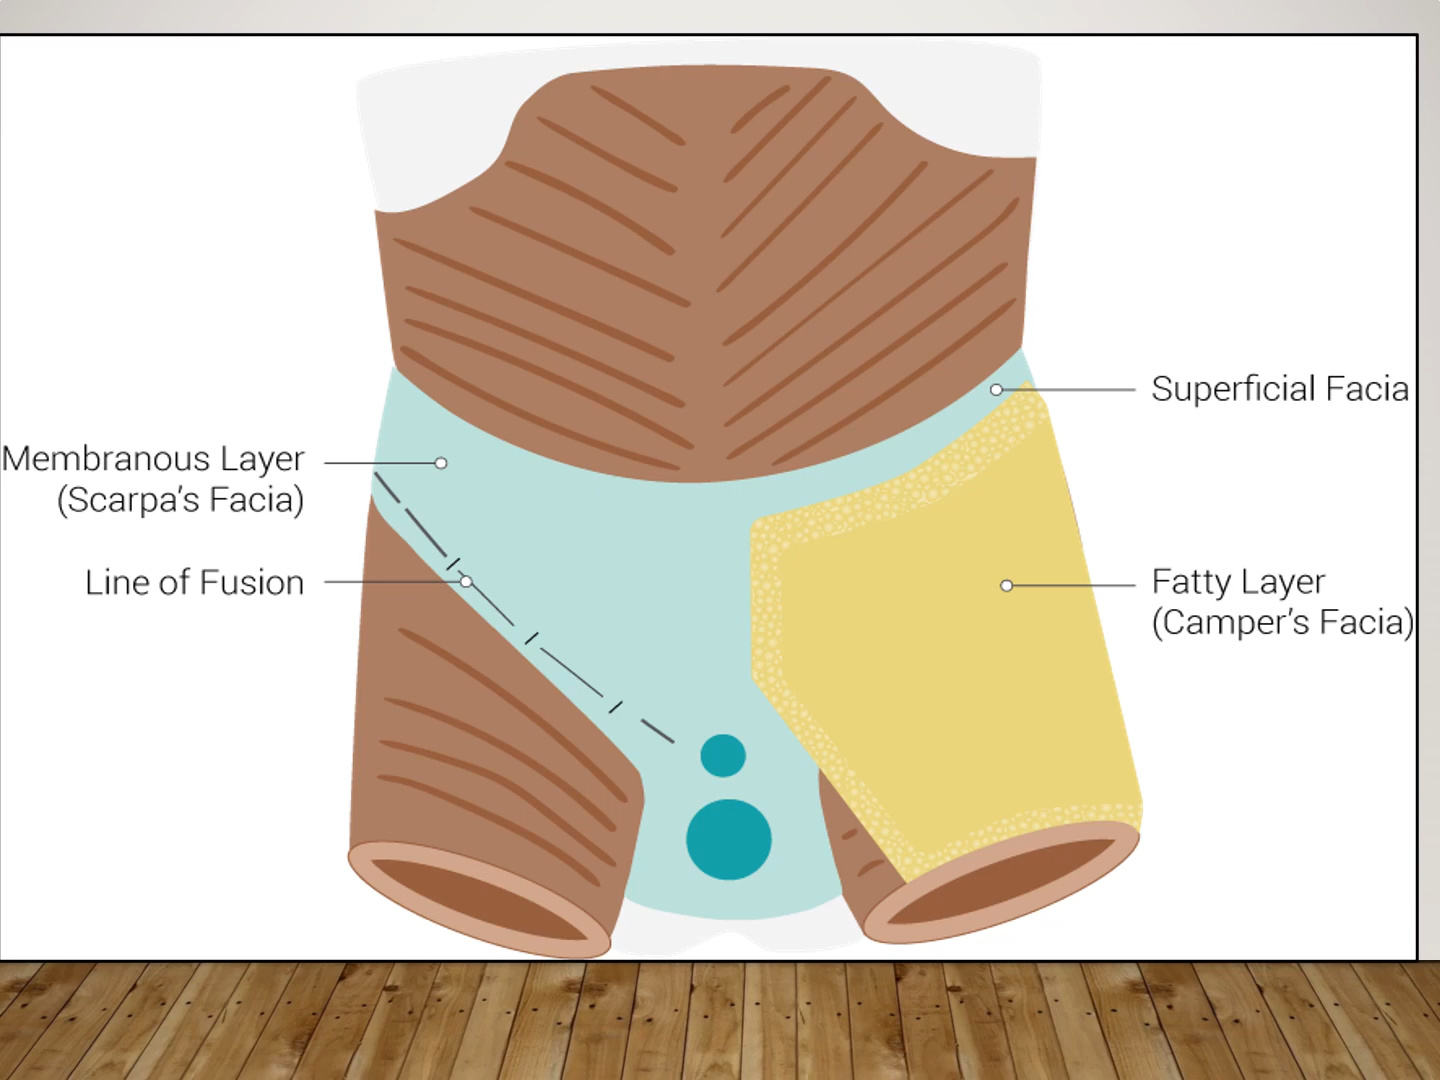 Superficial Facia
Membranous Layer
(Scarpa's Facia)
Line of Fusion
Fatty Layer
(Camper's Facia)